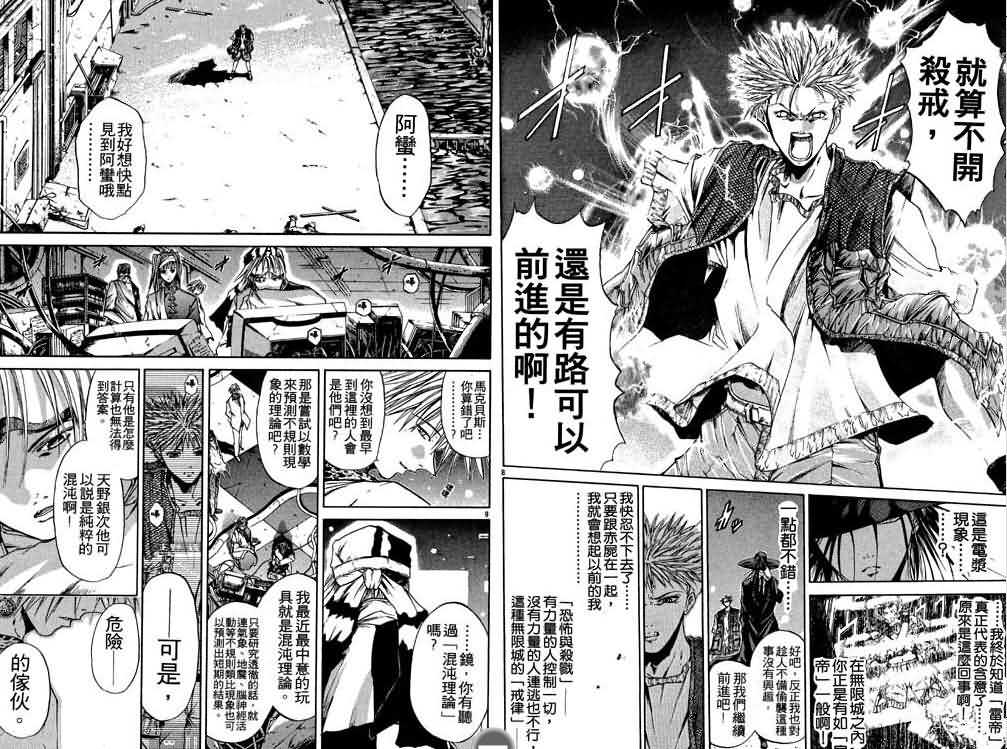 就算不開
殺戒，
還是有路可以
前進的啊！
這是電漿
現象…
…？
…我終於知道「雷帝」
真正代表的含意了……
原來是這麼回事啊！
在無限城之內
你正是有如「
帝」一般啊…
一點都不錯…
好吧，反正我也對
趁人不備偷襲這種
事沒有興趣。
那我們繼續
前進吧！
我快忍不下去了……
只要跟赤屍在一起，
我就會想起以前的我
…
「恐怖與殺戮」——
有力量的人控制一切，
沒有力量的人連逃也不行，
這種無限城的「戒律」
8
阿蠻……
我好想快點
見到阿蠻哦
…
馬克貝斯…
你算錯了吧
……？
你沒想到最早
到這裡的人會
是他們吧？
那是嘗試以數學
來預測不規則現
象的理論吧？
只有他是怎麼
計算也無法得
到答案。
天野銀次他可
以說是純粹的
混沌啊！
9
……鏡，你有聽
過「混沌理論」
嗎？
我最近最中意的玩
具就是混沌理論。
只要研究透徹的話，就
連氣象、地震、腦神經活
動等不規則類比現象也可
以預測出短期的結果。
——可是，
危險
的傢伙。